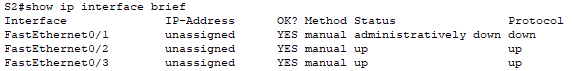 S2#show ip interface brief
Interface IP-Address OK? Method Status Protocol
FastEthernet0/1 unassigned YES manual administratively down down
FastEthernet0/2 unassigned YES manual up up
FastEthernet0/3 unassigned YES manual up up